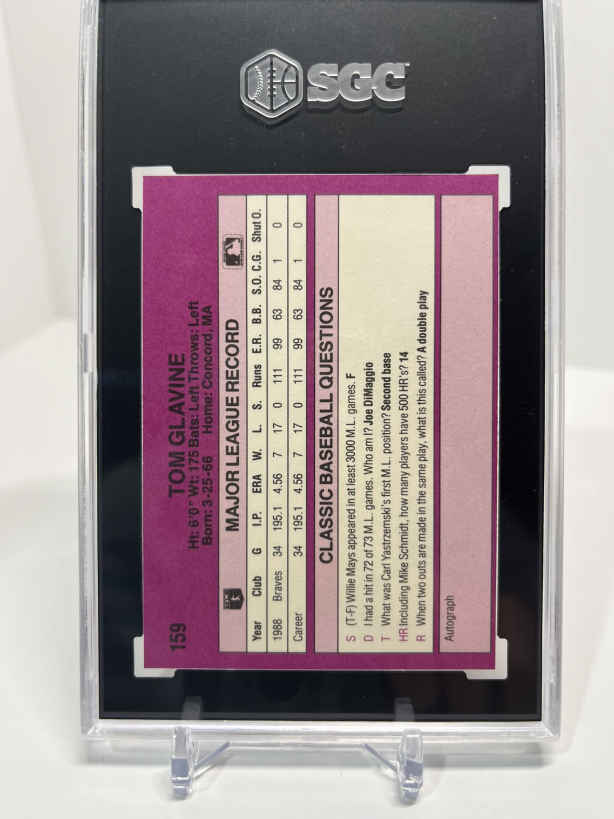 SGC
159
TOM GLAVINE
Ht: 6'0" Wt: 175 Bats: Left Throws: Left
Born: 3-25-66 Home: Concord, MA
MAJOR LEAGUE RECORD
Year Club G I.P. ERA W. L. S. Runs E.R. B.B. S.O. C.G. Shut O.
1988 Braves 34 195.1 4.56 7 17 0 111 99 63 84 1 0
Career 34 195.1 4.56 7 17 0 111 99 63 84 1 0
CLASSIC BASEBALL QUESTIONS
S (T-F) Willie Mays appeared in at least 3000 M.L. games. F
D I had a hit in 72 of 73 M.L. games. Who am I? Joe DiMaggio
T What was Carl Yastrzemski's first M.L. position? Second base
HR Including Mike Schmidt, how many players have 500 HR's? 14
R When two outs are made in the same play, what is this called? A double play
Autograph